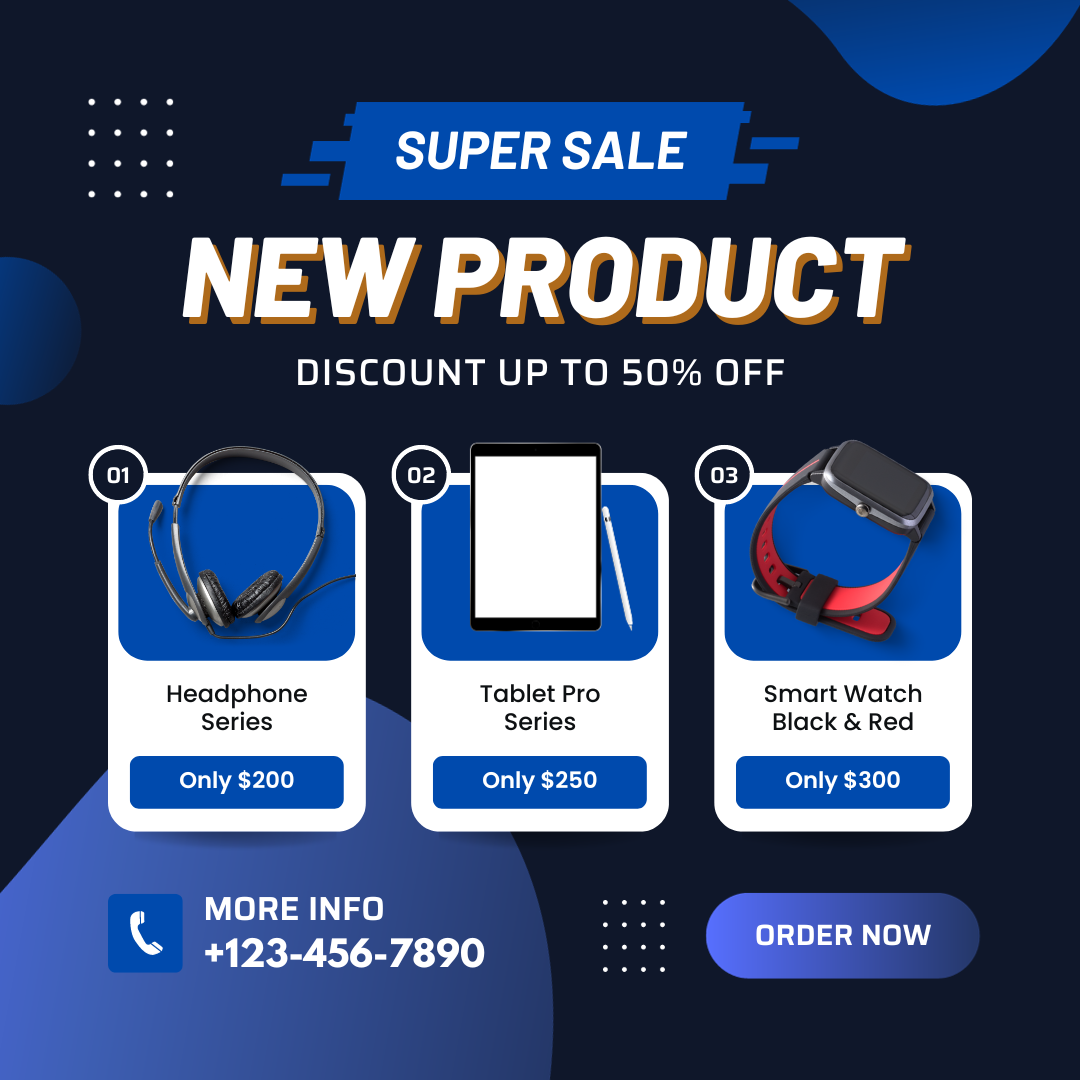 SUPER SALE
NEW PRODUCT
DISCOUNT UP TO 50% OFF
01
Headphone
Series
Only $200
02
Tablet Pro
Series
Only $250
03
Smart Watch
Black & Red
Only $300
MORE INFO
+123-456-7890
ORDER NOW